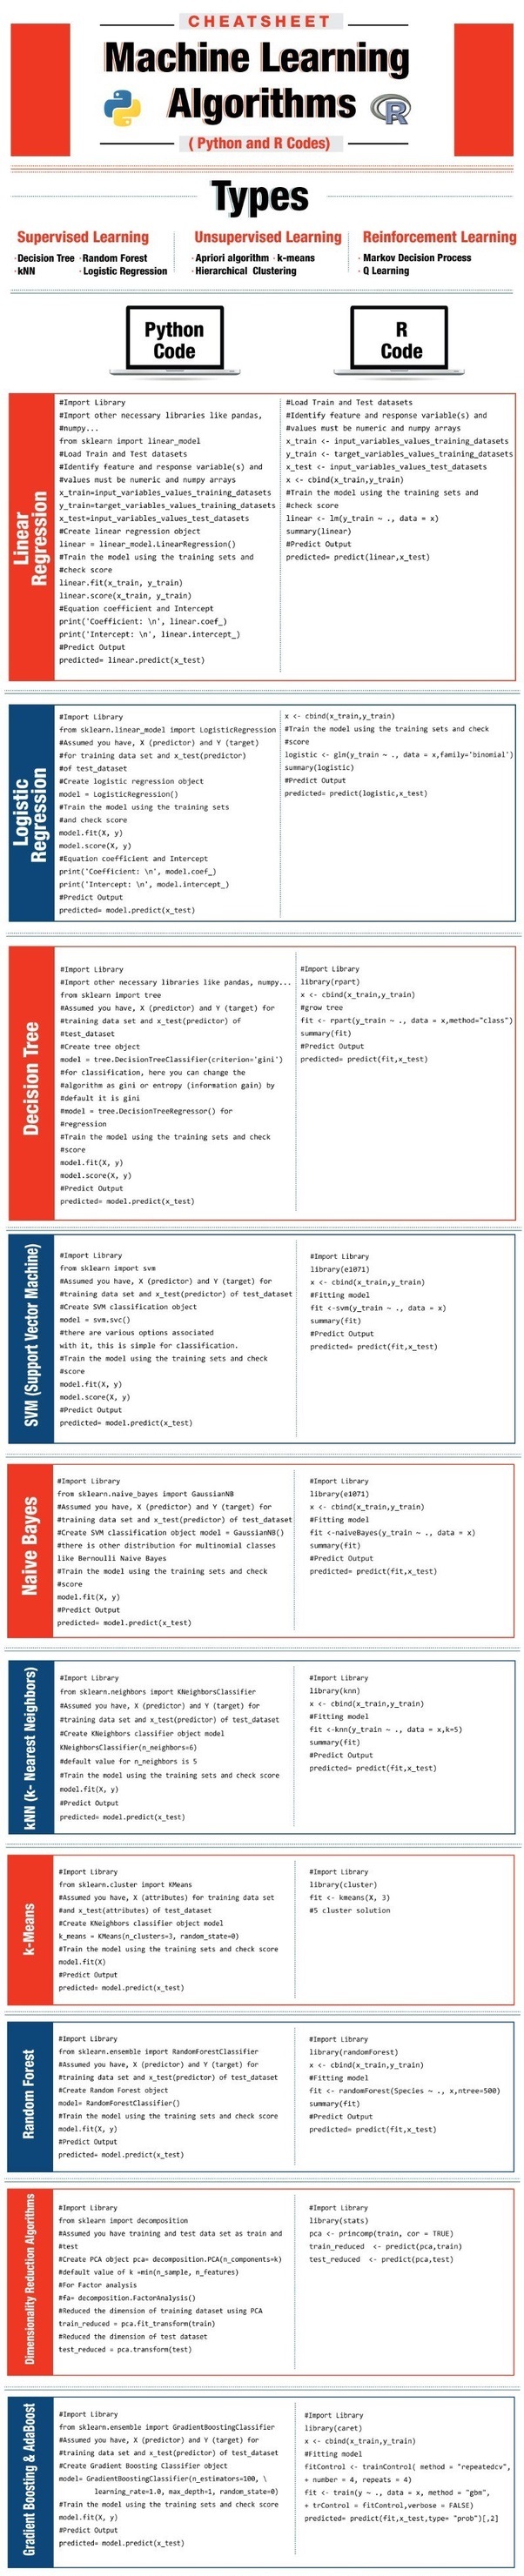 CHEATSHEET
Machine Learning
Algorithms
( Python and R Codes)
Types
Supervised Learning
·Decision Tree ·Random Forest
·kNN ·Logistic Regression
Unsupervised Learning
·Apriori algorithm ·k-means
·Hierarchical Clustering
Reinforcement Learning
· Markov Decision Process
· Q Learning
Python
Code
R
Code
Linear
Regression
#Import Library
#Import other necessary libraries like pandas,
#numpy...
from sklearn import linear_model
#Load Train and Test datasets
#Identify feature and response variable(s) and
#values must be numeric and numpy arrays
x_train=input_variables_values_training_datasets
y_train=target_variables_values_training_datasets
x_test=input_variables_values_test_datasets
#Create linear regression object
linear = linear_model.LinearRegression()
#Train the model using the training sets and
#check score
linear.fit(x_train, y_train)
linear.score(x_train, y_train)
#Equation coefficient and Intercept
print('Coefficient: \n', linear.coef_)
print('Intercept: \n', linear.intercept_)
#Predict Output
predicted= linear.predict(x_test)
#Load Train and Test datasets
#Identify feature and response variable(s) and
#values must be numeric and numpy arrays
x_train <- input_variables_values_training_datasets
y_train <- target_variables_values_training_datasets
x_test <- input_variables_values_test_datasets
x <- cbind(x_train,y_train)
#Train the model using the training sets and
#check score
linear <- lm(y_train ~ ., data = x)
summary(linear)
#Predict Output
predicted= predict(linear,x_test)
Logistic
Regression
#Import Library
from sklearn.linear_model import LogisticRegression
#Assumed you have, X (predictor) and Y (target)
#for training data set and x_test(predictor)
#of test_dataset
#Create logistic regression object
model = LogisticRegression()
#Train the model using the training sets
#and check score
model.fit(X, y)
model.score(X, y)
#Equation coefficient and Intercept
print('Coefficient: \n', model.coef_)
print('Intercept: \n', model.intercept_)
#Predict Output
predicted= model.predict(x_test)
x <- cbind(x_train,y_train)
#Train the model using the training sets and check
#score
logistic <- glm(y_train ~ ., data = x,family='binomial')
summary(logistic)
#Predict Output
predicted= predict(logistic,x_test)
Decision Tree
#Import Library
#Import other necessary libraries like pandas, numpy...
from sklearn import tree
#Assumed you have, X (predictor) and Y (target) for
#training data set and x_test(predictor) of
#test_dataset
#Create tree object
model = tree.DecisionTreeClassifier(criterion='gini')
#for classification, here you can change the
#algorithm as gini or entropy (information gain) by
#default it is gini
#model = tree.DecisionTreeRegressor() for
#regression
#Train the model using the training sets and check
#score
model.fit(X, y)
model.score(X, y)
#Predict Output
predicted= model.predict(x_test)
#Import Library
library(rpart)
x <- cbind(x_train,y_train)
#grow tree
fit <- rpart(y_train ~ ., data = x,method="class")
summary(fit)
#Predict Output
predicted= predict(fit,x_test)
SVM (Support Vector Machine)
#Import Library
from sklearn import svm
#Assumed you have, X (predictor) and Y (target) for
#training data set and x_test(predictor) of test_dataset
#Create SVM classification object
model = svm.svc()
#there are various options associated
with it, this is simple for classification.
#Train the model using the training sets and check
#score
model.fit(X, y)
model.score(X, y)
#Predict Output
predicted= model.predict(x_test)
#Import Library
library(e1071)
x <- cbind(x_train,y_train)
#Fitting model
fit <-svm(y_train ~ ., data = x)
summary(fit)
#Predict Output
predicted= predict(fit,x_test)
Naive Bayes
#Import Library
from sklearn.naive_bayes import GaussianNB
#Assumed you have, X (predictor) and Y (target) for
#training data set and x_test(predictor) of test_dataset
#Create SVM classification object model = GaussianNB()
#there is other distribution for multinomial classes
like Bernoulli Naive Bayes
#Train the model using the training sets and check
#score
model.fit(X, y)
#Predict Output
predicted= model.predict(x_test)
#Import Library
library(e1071)
x <- cbind(x_train,y_train)
#Fitting model
fit <-naiveBayes(y_train ~ ., data = x)
summary(fit)
#Predict Output
predicted= predict(fit,x_test)
kNN (k- Nearest Neighbors)
#Import Library
from sklearn.neighbors import KNeighborsClassifier
#Assumed you have, X (predictor) and Y (target) for
#training data set and x_test(predictor) of test_dataset
#Create KNeighbors classifier object model
KNeighborsClassifier(n_neighbors=6)
#default value for n_neighbors is 5
#Train the model using the training sets and check score
model.fit(X, y)
#Predict Output
predicted= model.predict(x_test)
#Import Library
library(knn)
x <- cbind(x_train,y_train)
#Fitting model
fit <-knn(y_train ~ ., data = x,k=5)
summary(fit)
#Predict Output
predicted= predict(fit,x_test)
k-Means
#Import Library
from sklearn.cluster import KMeans
#Assumed you have, X (attributes) for training data set
#and x_test(attributes) of test_dataset
#Create KNeighbors classifier object model
k_means = KMeans(n_clusters=3, random_state=0)
#Train the model using the training sets and check score
model.fit(X)
#Predict Output
predicted= model.predict(x_test)
#Import Library
library(cluster)
fit <- kmeans(X, 3)
#5 cluster solution
Random Forest
#Import Library
from sklearn.ensemble import RandomForestClassifier
#Assumed you have, X (predictor) and Y (target) for
#training data set and x_test(predictor) of test_dataset
#Create Random Forest object
model= RandomForestClassifier()
#Train the model using the training sets and check score
model.fit(X, y)
#Predict Output
predicted= model.predict(x_test)
#Import Library
library(randomForest)
x <- cbind(x_train,y_train)
#Fitting model
fit <- randomForest(Species ~ ., x,ntree=500)
summary(fit)
#Predict Output
predicted= predict(fit,x_test)
Dimensionality Reduction Algorithms
#Import Library
from sklearn import decomposition
#Assumed you have training and test data set as train and
#test
#Create PCA object pca= decomposition.PCA(n_components=k)
#default value of k =min(n_sample, n_features)
#For Factor analysis
#fa= decomposition.FactorAnalysis()
#Reduced the dimension of training dataset using PCA
train_reduced = pca.fit_transform(train)
#Reduced the dimension of test dataset
test_reduced = pca.transform(test)
#Import Library
library(stats)
pca <- princomp(train, cor = TRUE)
train_reduced <- predict(pca,train)
test_reduced <- predict(pca,test)
Gradient Boosting & AdaBoost
#Import Library
from sklearn.ensemble import GradientBoostingClassifier
#Assumed you have, X (predictor) and Y (target) for
#training data set and x_test(predictor) of test_dataset
#Create Gradient Boosting Classifier object
model= GradientBoostingClassifier(n_estimators=100, \
learning_rate=1.0, max_depth=1, random_state=0)
#Train the model using the training sets and check score
model.fit(X, y)
#Predict Output
predicted= model.predict(x_test)
#Import Library
library(caret)
x <- cbind(x_train,y_train)
#Fitting model
fitControl <- trainControl( method = "repeatedcv",
+ number = 4, repeats = 4)
fit <- train(y ~ ., data = x, method = "gbm",
+ trControl = fitControl,verbose = FALSE)
predicted= predict(fit,x_test,type= "prob")[,2]